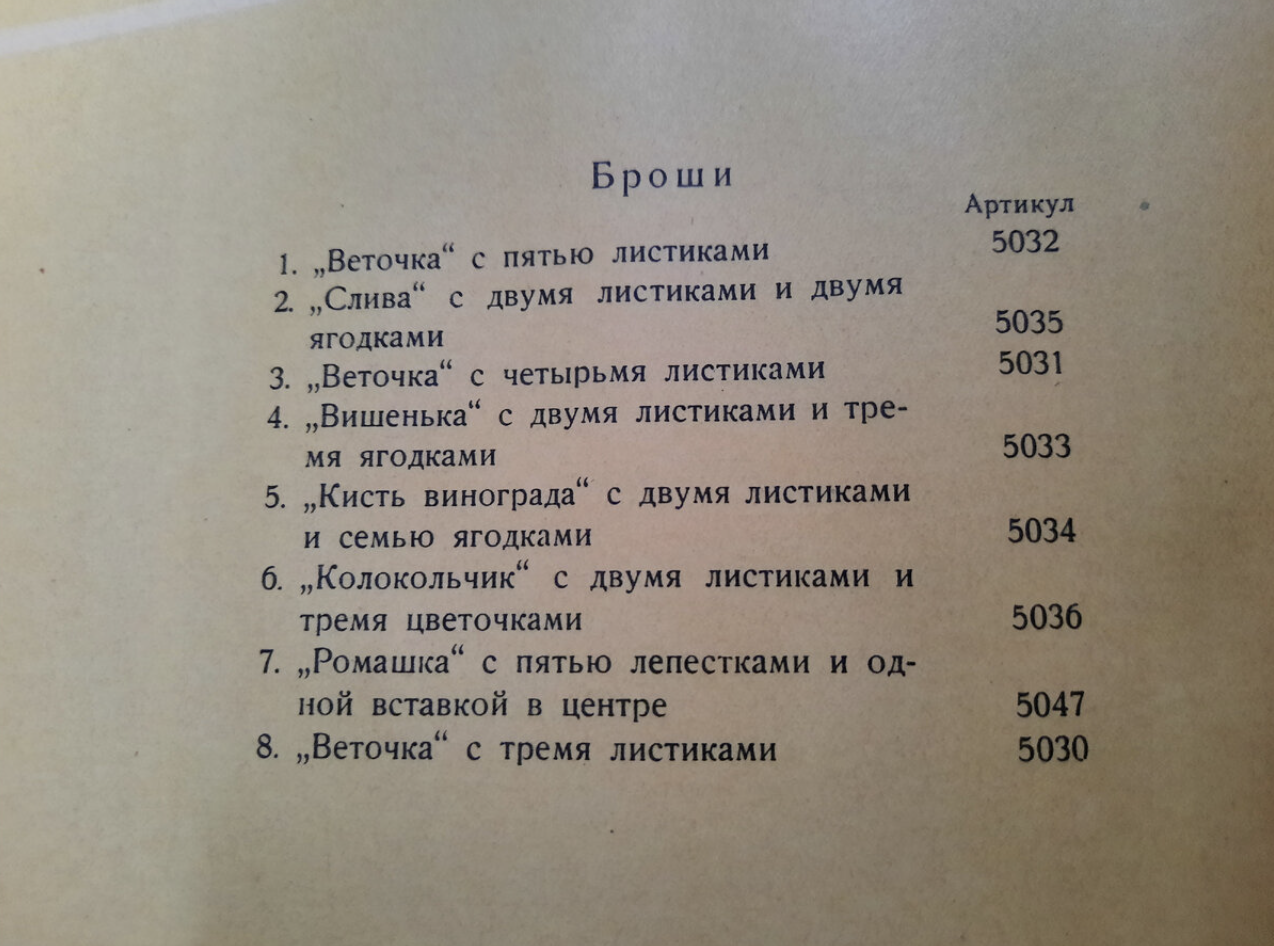 Броши
Артикул
1. „Веточка“ с пятью листиками 5032
2. „Слива“ с двумя листиками и двумя
ягодками 5035
3. „Веточка“ с четырьмя листиками 5031
4. „Вишенька“ с двумя листиками и тре-
мя ягодками 5033
5. „Кисть винограда“ с двумя листиками
и семью ягодками 5034
6. „Колокольчик“ с двумя листиками и
тремя цветочками 5036
7. „Ромашка“ с пятью лепестками и од-
ной вставкой в центре 5047
8. „Веточка“ с тремя листиками 5030